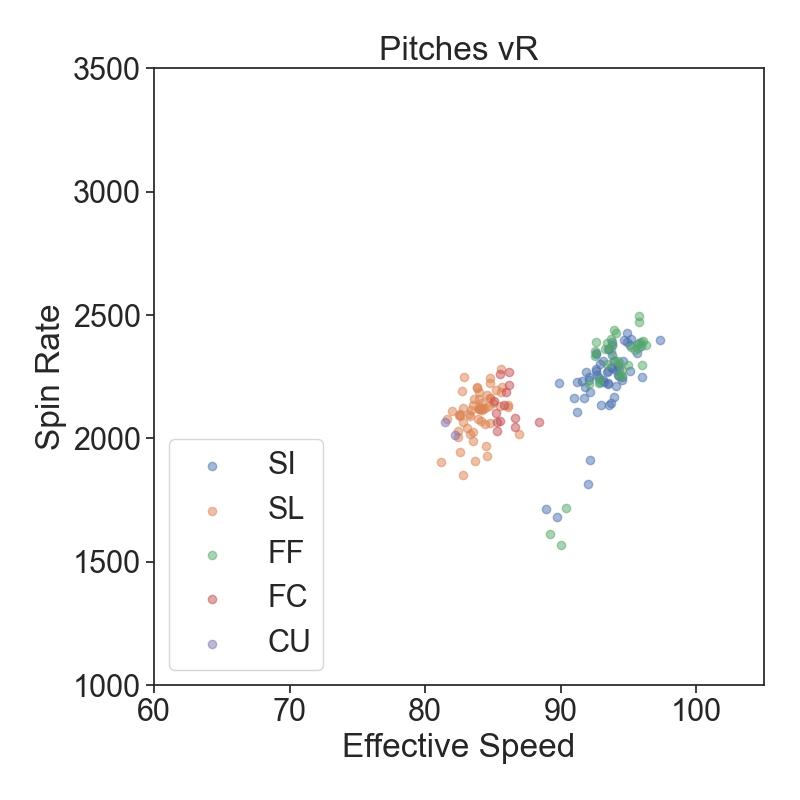 Pitches vR
3500
3000
2500
2000
1500
1000
Spin Rate
SI
SL
FF
FC
CU
60 70 80 90 100
Effective Speed